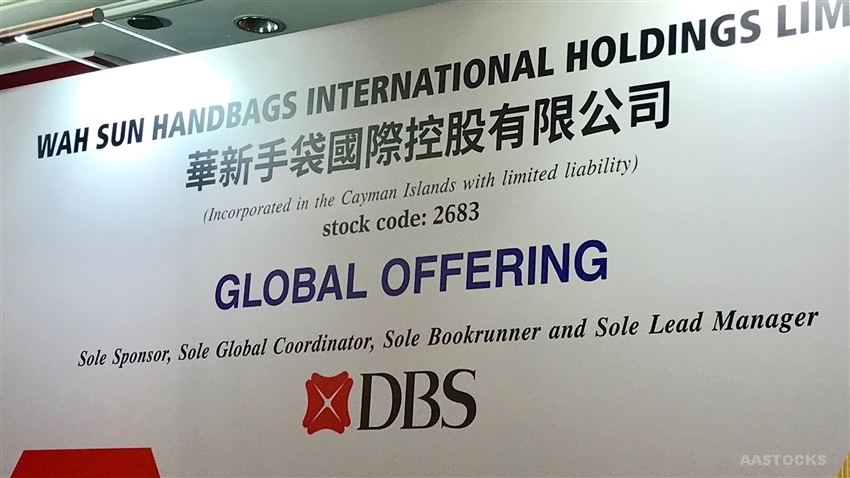 WAH SUN HANDBAGS INTERNATIONAL HOLDINGS LIM
華新手袋國際控股有限公司
(Incorporated in the Cayman Islands with limited liability)
stock code: 2683
GLOBAL OFFERING
Sole Sponsor, Sole Global Coordinator, Sole Bookrunner and Sole Lead Manager
DBS
AASTOCKS